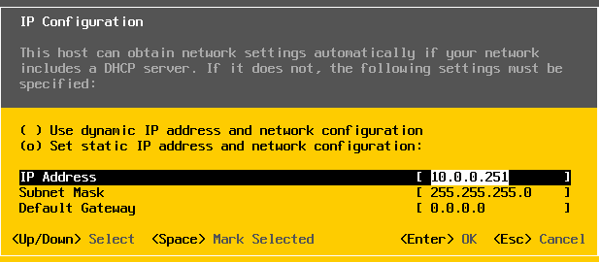 IP Configuration
This host can obtain network settings automatically if your network
includes a DHCP server. If it does not, the following settings must be
specified:
( ) Use dynamic IP address and network configuration
(o) Set static IP address and network configuration:
IP Address [ 10.0.0.251 ]
Subnet Mask [ 255.255.255.0 ]
Default Gateway [ 0.0.0.0 ]
<Up/Down> Select <Space> Mark Selected <Enter> OK <Esc> Cancel